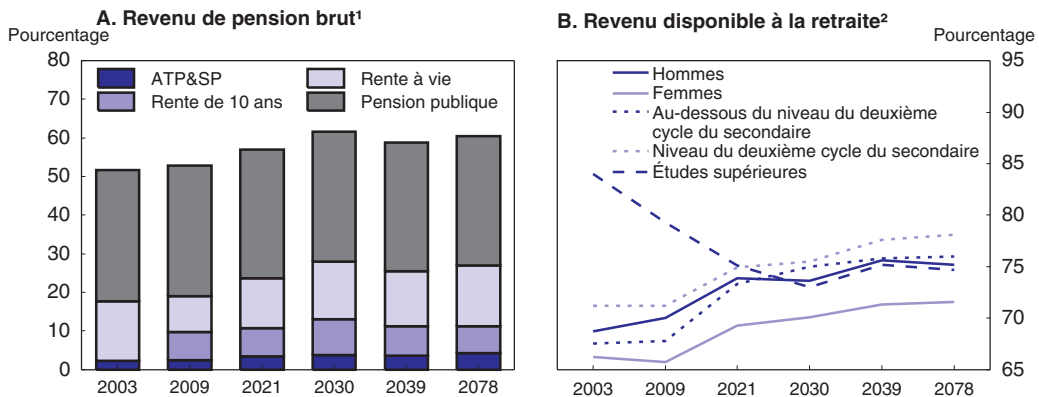 A. Revenu de pension brut¹
Pourcentage
80
70
60
50
40
30
20
10
0
ATP&SP
Rente de 10 ans
Rente à vie
Pension publique
2003 2009 2021 2030 2039 2078
B. Revenu disponible à la retraite²
Pourcentage
95
90
85
80
75
70
65
Hommes
Femmes
Au-dessous du niveau du deuxième
cycle du secondaire
Niveau du deuxième cycle du secondaire
Études supérieures
2003 2009 2021 2030 2039 2078